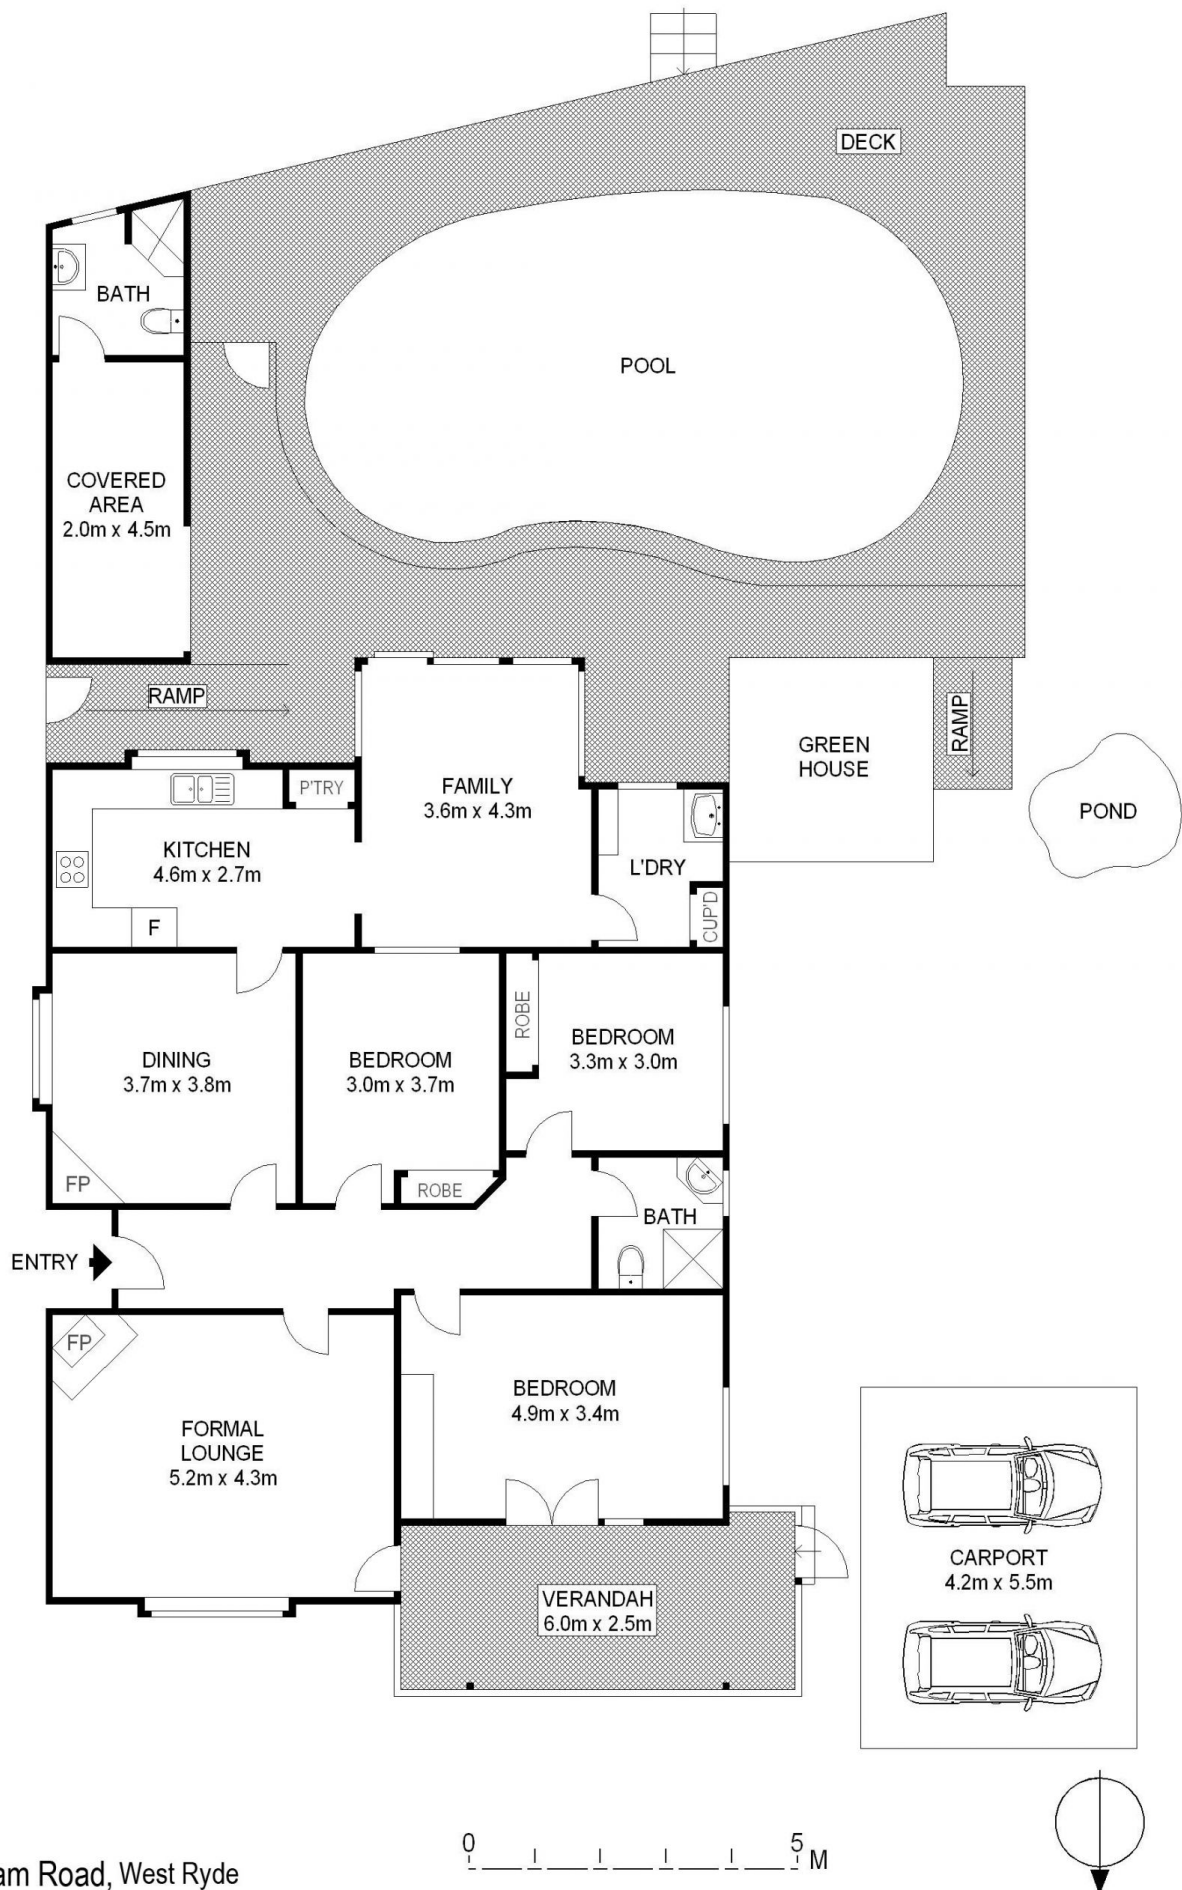 DECK
BATH
POOL
COVERED
AREA
2.0m x 4.5m
RAMP
RAMP
GREEN
HOUSE
POND
P'TRY
FAMILY
3.6m x 4.3m
KITCHEN
4.6m x 2.7m
L'DRY
F
CUP'D
ROBE
BEDROOM
3.3m x 3.0m
DINING
3.7m x 3.8m
BEDROOM
3.0m x 3.7m
FP
ROBE
BATH
ENTRY
FP
BEDROOM
4.9m x 3.4m
FORMAL
LOUNGE
5.2m x 4.3m
CARPORT
4.2m x 5.5m
VERANDAH
6.0m x 2.5m
0 5 M
am Road, West Ryde